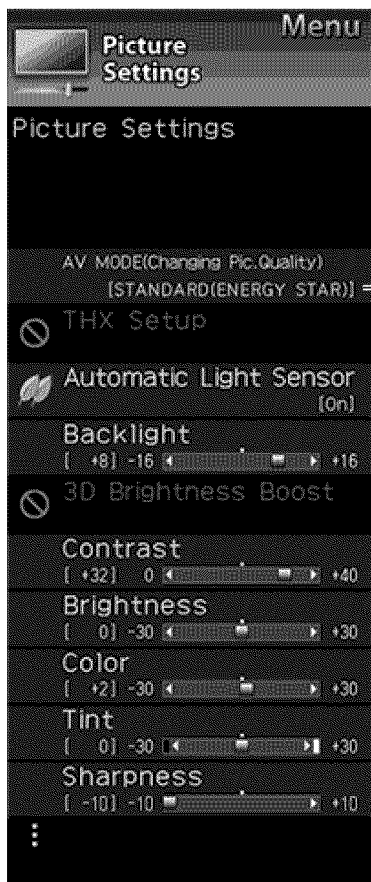 Menu
Picture
Settings
Picture Settings
AV MODE(Changing Pic.Quality)
[STANDARD(ENERGY STAR)]
THX Setup
Automatic Light Sensor
[On]
Backlight
[ +8] -16 +16
3D Brightness Boost
Contrast
[ +32] 0 +40
Brightness
[ 0] -30 +30
Color
[ +2] -30 +30
Tint
[ 0] -30 +30
Sharpness
[ -10] -10 +10